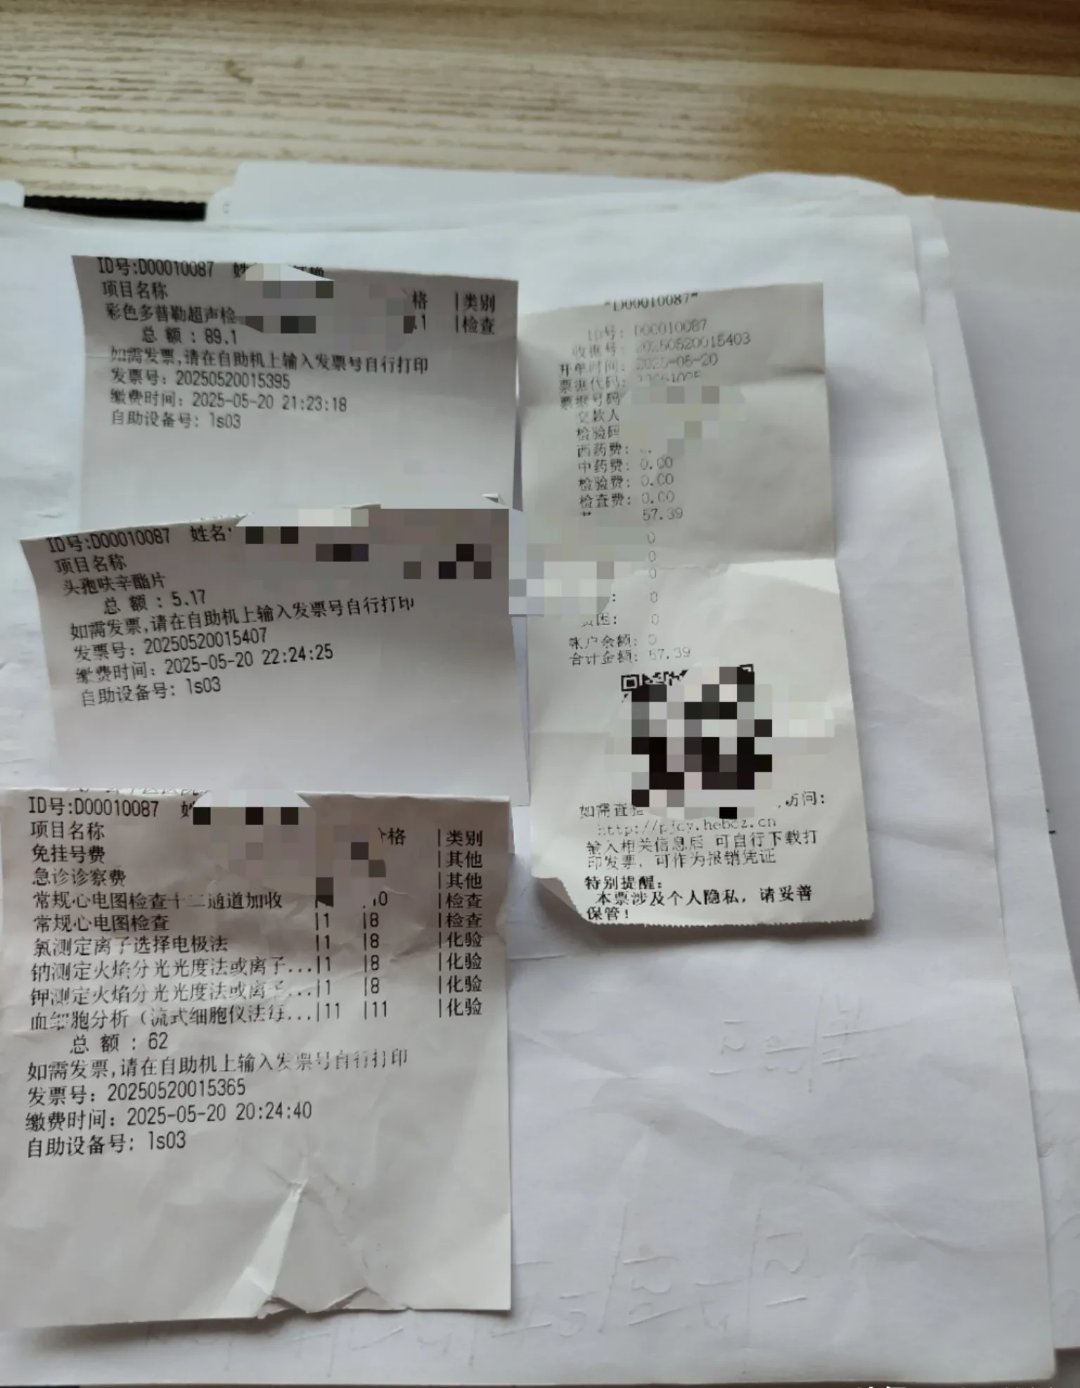 ID号:D00010087
项目名称
格 |类别
彩色多普勒超声检
.1 |检查
总 额：89.1
如需发票,请在自助机上输入发票号自行打印
发票号：20250520015395
缴费时间：2025-05-20 21:23:18
自助设备号：ls03
ID号:D00010087 姓名
项目名称
头孢呋辛酯片
总 额：5.17
如需发票,请在自助机上输入发票号自行打印
发票号：20250520015407
缴费时间：2025-05-20 22:24:25
自助设备号：ls03
ID号:D00010087
项目名称
格 |类别
免挂号费 |其他
急诊诊察费 |其他
常规心电图检查十二通道加收 |检查
常规心电图检查 |1 |8 |检查
氯测定离子选择电极法 |1 |8 |化验
钠测定火焰分光光度法或离子...|1 |8 |化验
钾测定火焰分光光度法或离子...|1 |8 |化验
血细胞分析（流式细胞仪法...|11 |11 |化验
总 额：62
如需发票,请在自助机上输入发票号自行打印
发票号：20250520015365
缴费时间：2025-05-20 20:24:40
自助设备号：ls03
"D00010087"
ID号：D00010087
收据号：20250520015403
开单时间：2025-05-20
票据代码：
票据号码
交款人
检验码
西药费：
中药费：0.00
检验费：0.00
检查费：0.00
57.39
0
0
0
0
0
账户余额：0
合计金额：57.39
如需直接
访问：
http://pjcy.hebcz.cn
输入相关信息后 可自行下载打
印发票，可作为报销凭证
特别提醒：
本票涉及个人隐私，请妥善
保管！